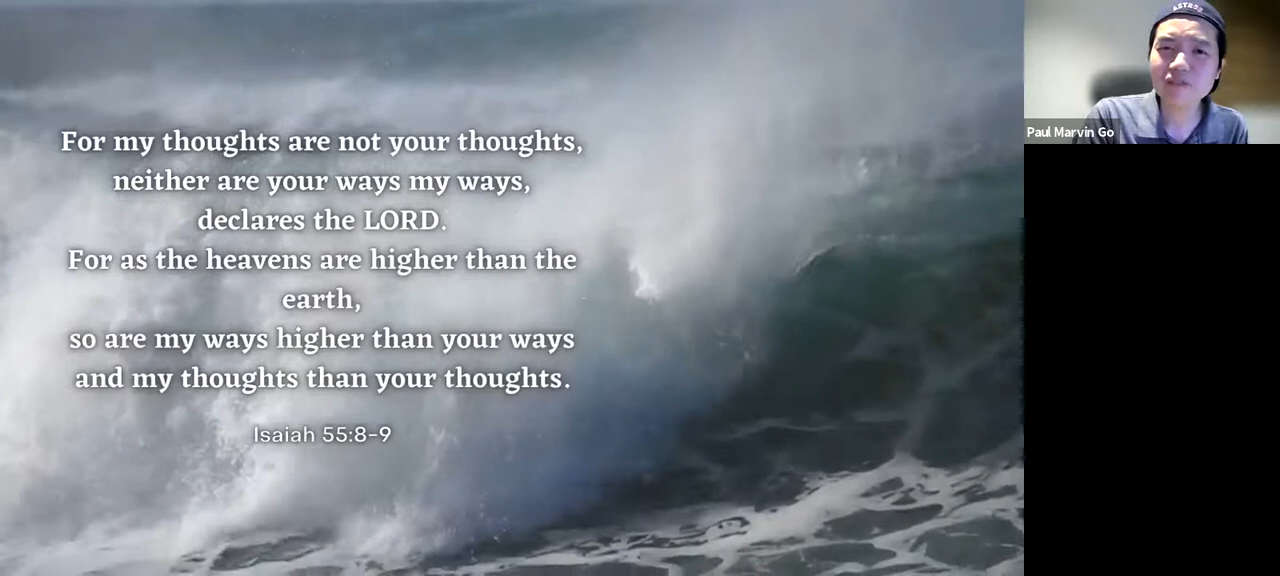 For my thoughts are not your thoughts,
neither are your ways my ways,
declares the LORD.
For as the heavens are higher than the
earth,
so are my ways higher than your ways
and my thoughts than your thoughts.
Isaiah 55:8-9
ASTROS
Paul Marvin Go